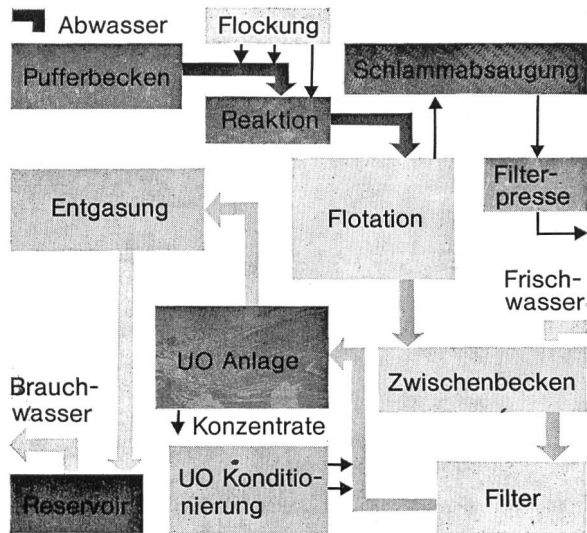 Abwasser
Flockung
Pufferbecken
Schlammabsaugung
Reaktion
Filter-
presse
Entgasung
Flotation
Frisch-
wasser
UO Anlage
Zwischenbecken
Brauch-
wasser
Konzentrate
UO Konditio-
nierung
Reservoir
Filter